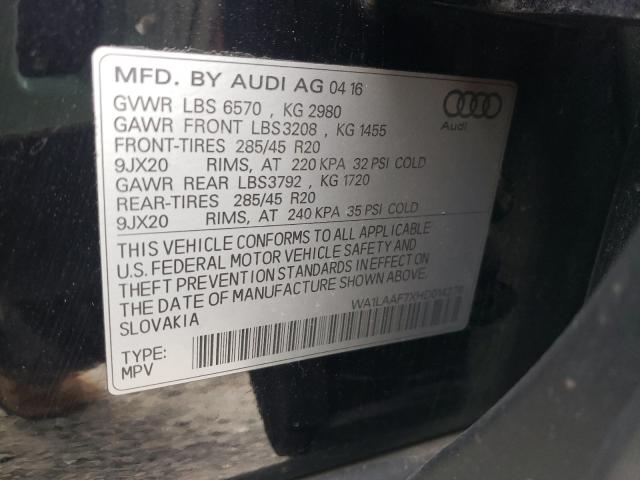 MFD. BY AUDI AG 04 16
GVWR LBS 6570 , KG 2980
GAWR FRONT LBS3208 , KG 1455
FRONT-TIRES 285/45 R20
9JX20 RIMS, AT 220 KPA 32 PSI COLD
GAWR REAR LBS3792 , KG 1720
REAR-TIRES 285/45 R20
9JX20 RIMS, AT 240 KPA 35 PSI COLD
Audi
THIS VEHICLE CONFORMS TO ALL APPLICABLE
U.S. FEDERAL MOTOR VEHICLE SAFETY AND
THEFT PREVENTION STANDARDS IN EFFECT ON
THE DATE OF MANUFACTURE SHOWN ABOVE.
SLOVAKIA
TYPE:
MPV